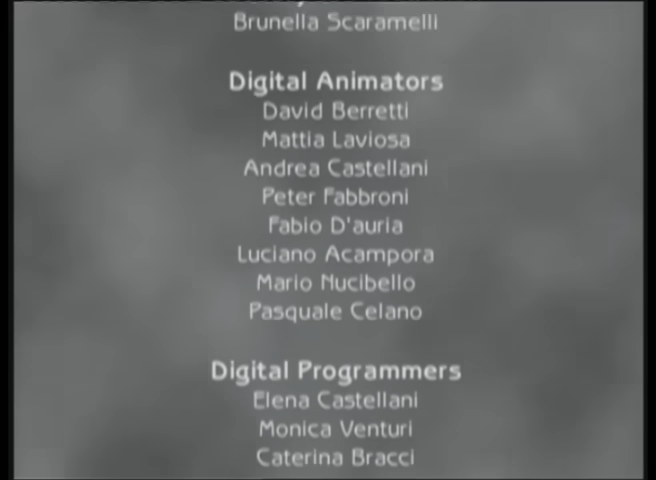 Brunella Scaramelli
Digital Animators
David Berretti
Mattia Laviosa
Andrea Castellani
Peter Fabbroni
Fabio D'auria
Luciano Acampora
Mario Nucibello
Pasquale Celano
Digital Programmers
Elena Castellani
Monica Venturi
Caterina Bracci